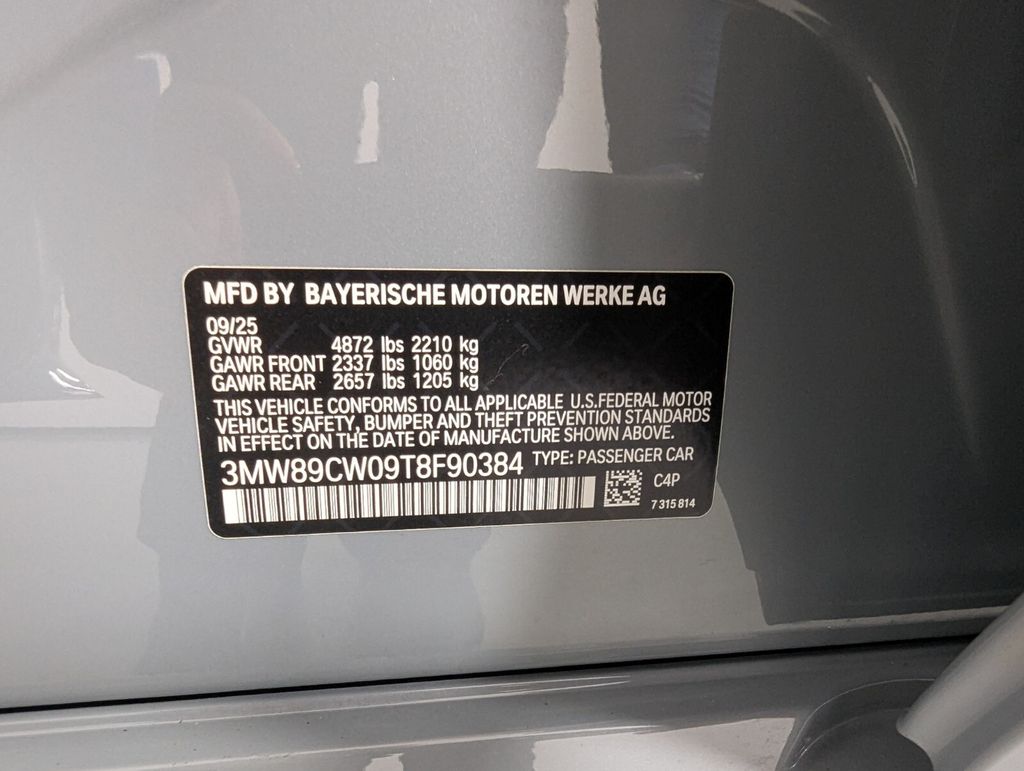 MFD BY BAYERISCHE MOTOREN WERKE AG
09/25
GVWR 4872 lbs 2210 kg
GAWR FRONT 2337 lbs 1060 kg
GAWR REAR 2657 lbs 1205 kg
THIS VEHICLE CONFORMS TO ALL APPLICABLE U.S.FEDERAL MOTOR
VEHICLE SAFETY, BUMPER AND THEFT PREVENTION STANDARDS
IN EFFECT ON THE DATE OF MANUFACTURE SHOWN ABOVE.
3MW89CW09T8F90384 TYPE: PASSENGER CAR
C4P
7 315 814